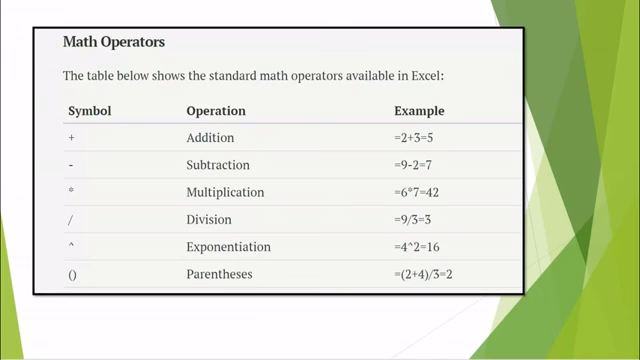 Math Operators
The table below shows the standard math operators available in Excel:
Symbol Operation Example
+ Addition =2+3=5
- Subtraction =9-2=7
* Multiplication =6*7=42
/ Division =9/3=3
^ Exponentiation =4^2=16
() Parentheses =(2+4)/3=2